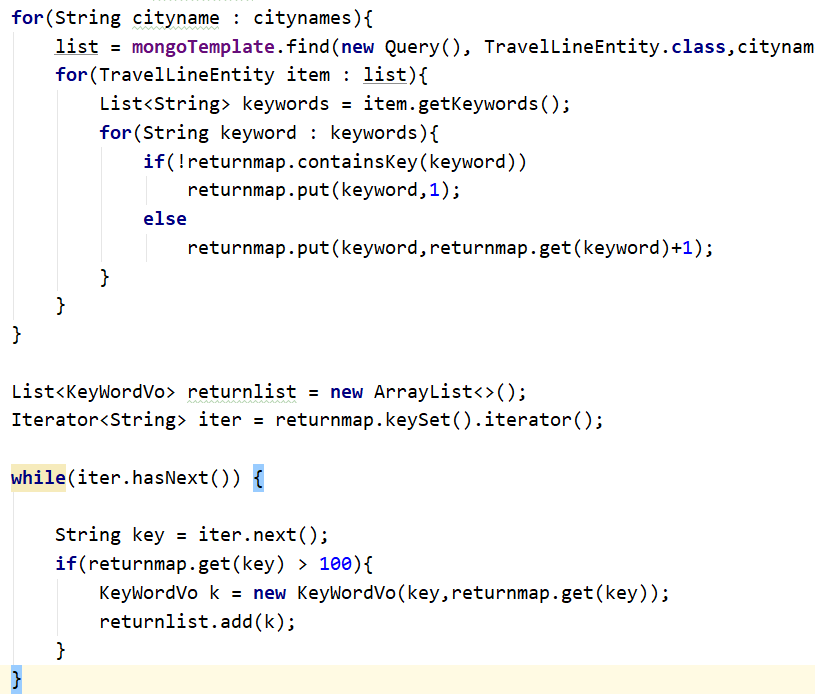 for(String cityname : citynames){
list = mongoTemplate.find(new Query(), TravelLineEntity.class,citynam
for(TravelLineEntity item : list){
List<String> keywords = item.getKeywords();
for(String keyword : keywords){
if(!returnmap.containsKey(keyword))
returnmap.put(keyword,1);
else
returnmap.put(keyword,returnmap.get(keyword)+1);
}
}
}
List<KeyWordVo> returnlist = new ArrayList<>();
Iterator<String> iter = returnmap.keySet().iterator();
while(iter.hasNext()) {
String key = iter.next();
if(returnmap.get(key) > 100){
KeyWordVo k = new KeyWordVo(key,returnmap.get(key));
returnlist.add(k);
}
}